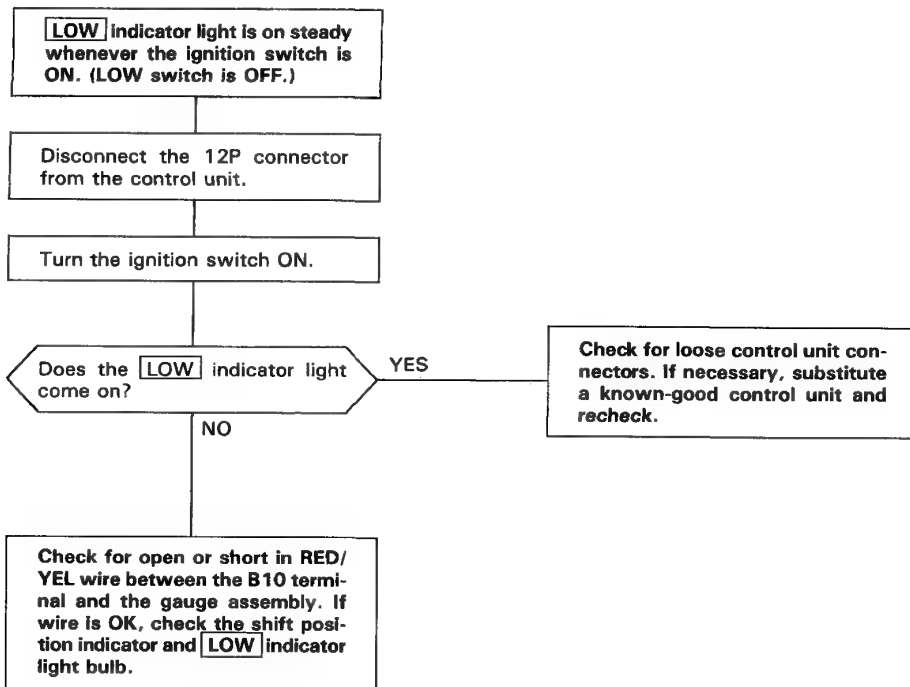 LOW indicator light is on steady
whenever the ignition switch is
ON. (LOW switch is OFF.)
Disconnect the 12P connector
from the control unit.
Turn the ignition switch ON.
Does the LOW indicator light
come on?
YES
Check for loose control unit con-
nectors. If necessary, substitute
a known-good control unit and
recheck.
NO
Check for open or short in RED/
YEL wire between the B10 termi-
nal and the gauge assembly. If
wire is OK, check the shift posi-
tion indicator and LOW indicator
light bulb.